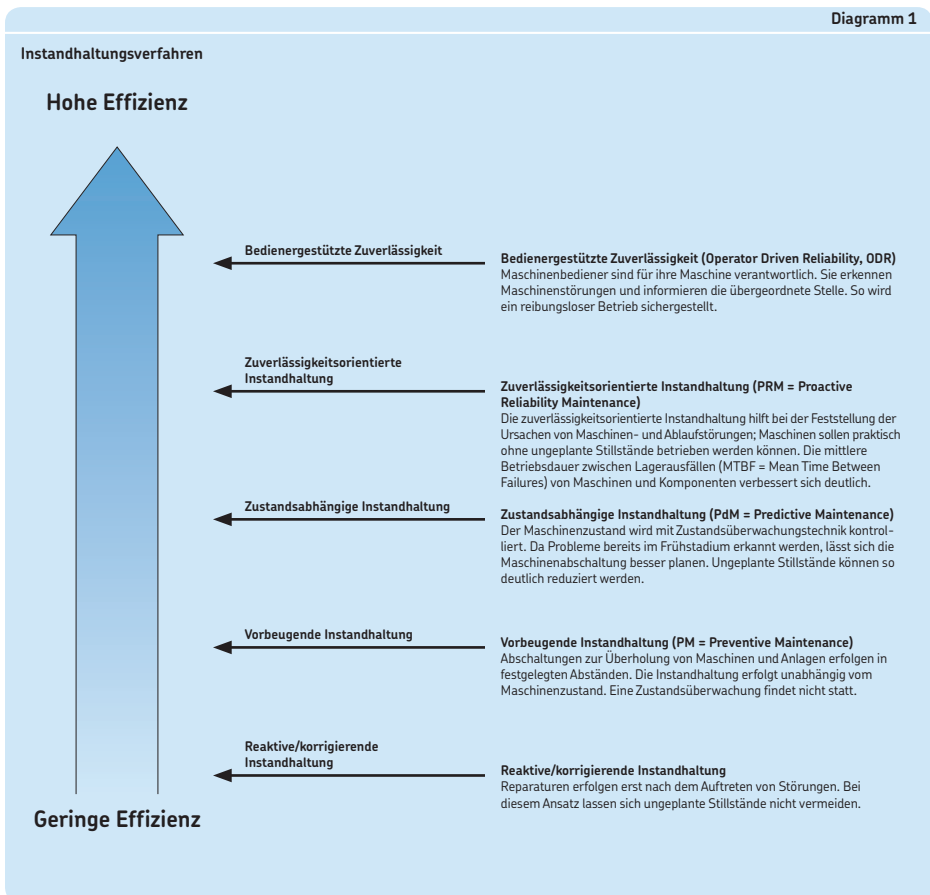 Diagramm 1
Instandhaltungsverfahren
Hohe Effizienz
Bedienergestützte Zuverlässigkeit
Bedienergestützte Zuverlässigkeit (Operator Driven Reliability, ODR)
Maschinenbediener sind für ihre Maschine verantwortlich. Sie erkennen
Maschinenstörungen und informieren die übergeordnete Stelle. So wird
ein reibungsloser Betrieb sichergestellt.
Zuverlässigkeitsorientierte
Instandhaltung
Zuverlässigkeitsorientierte Instandhaltung (PRM = Proactive
Reliability Maintenance)
Die zuverlässigkeitsorientierte Instandhaltung hilft bei der Feststellung der
Ursachen von Maschinen- und Ablaufstörungen; Maschinen sollen praktisch
ohne ungeplante Stillstände betrieben werden können. Die mittlere
Betriebsdauer zwischen Lagerausfällen (MTBF = Mean Time Between
Failures) von Maschinen und Komponenten verbessert sich deutlich.
Zustandsabhängige Instandhaltung
Zustandsabhängige Instandhaltung (PdM = Predictive Maintenance)
Der Maschinenzustand wird mit Zustandsüberwachungstechnik kontrol-
liert. Da Probleme bereits im Frühstadium erkannt werden, lässt sich die
Maschinenabschaltung besser planen. Ungeplante Stillstände können so
deutlich reduziert werden.
Vorbeugende Instandhaltung
Vorbeugende Instandhaltung (PM = Preventive Maintenance)
Abschaltungen zur Überholung von Maschinen und Anlagen erfolgen in
festgelegten Abständen. Die Instandhaltung erfolgt unabhängig vom
Maschinenzustand. Eine Zustandsüberwachung findet nicht statt.
Reaktive/korrigierende
Instandhaltung
Reaktive/korrigierende Instandhaltung
Reparaturen erfolgen erst nach dem Auftreten von Störungen. Bei
diesem Ansatz lassen sich ungeplante Stillstände nicht vermeiden.
Geringe Effizienz